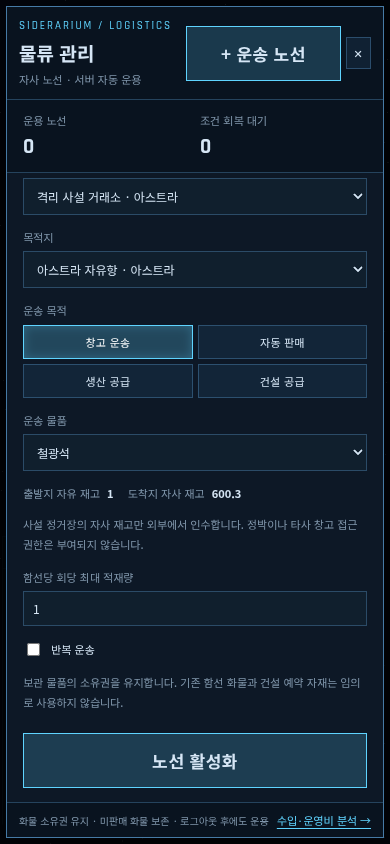 SIDERARIUM / LOGISTICS
물류 관리
자사 노선 · 서버 자동 운용
+ 운송 노선
×
운용 노선
0
조건 회복 대기
0
격리 사설 거래소 · 아스트라
목적지
아스트라 자유항 · 아스트라
운송 목적
창고 운송
자동 판매
생산 공급
건설 공급
운송 물품
철광석
출발지 자유 재고 1 도착지 자사 재고 600.3
사설 정거장의 자사 재고만 외부에서 인수합니다. 정박이나 타사 창고 접근
권한은 부여되지 않습니다.
함선당 회당 최대 적재량
1
반복 운송
보관 물품의 소유권을 유지합니다. 기존 함선 화물과 건설 예약 자재는 임의
로 사용하지 않습니다.
노선 활성화
화물 소유권 유지 · 미판매 화물 보존 · 로그아웃 후에도 운용
수입·운영비 분석 →